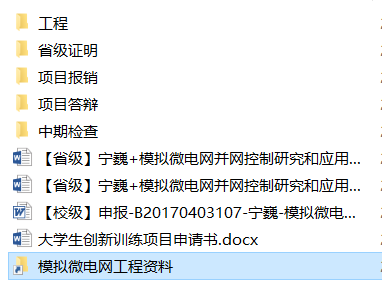 工程
省级证明
项目报销
项目答辩
中期检查
【省级】宁巍+模拟微电网并网控制研究和应用...
【省级】宁巍+模拟微电网并网控制研究和应用...
【校级】申报-B20170403107-宁巍-模拟微电...
大学生创新训练项目申请书.docx
模拟微电网工程资料